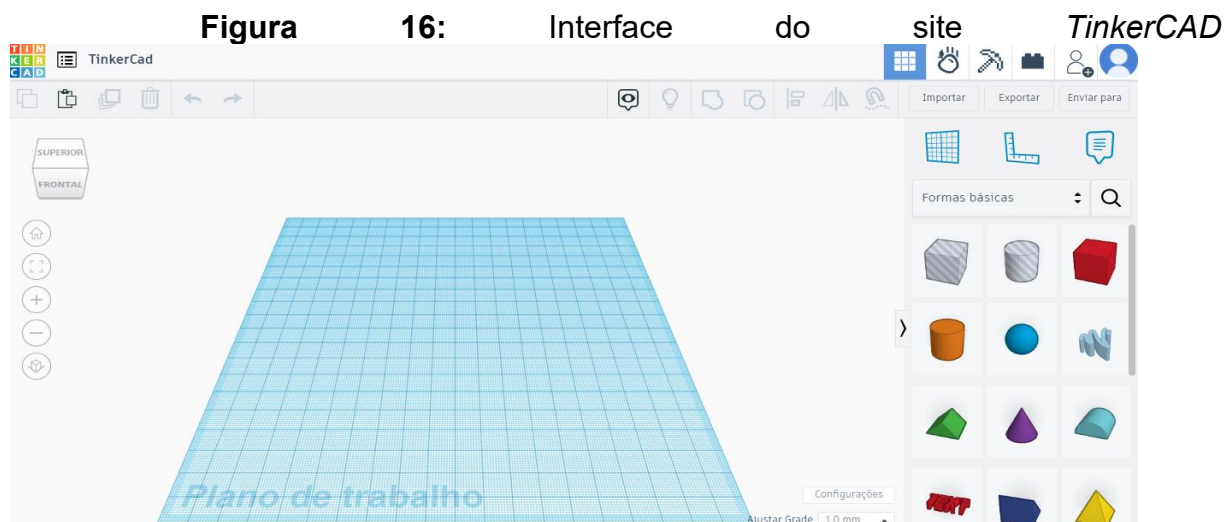 Figura 16: Interface do site TinkerCAD
TIN
KER
CAD
TinkerCad
Importar Exportar Enviar para
SUPERIOR
FRONTAL
Formas básicas
TEXT
Plano de trabalho
Configurações
Ajustar Grade 1.0 mm